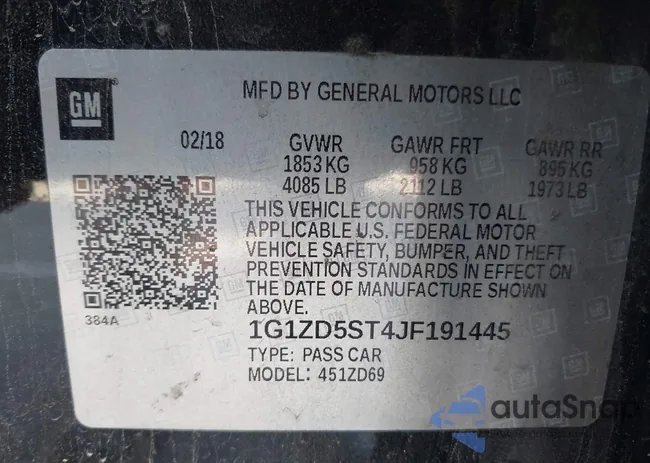 GM
MFD BY GENERAL MOTORS LLC
02/18 GVWR GAWR FRT GAWR RR
1853 KG 958 KG 895 KG
4085 LB 2112 LB 1973 LB
THIS VEHICLE CONFORMS TO ALL
APPLICABLE U.S. FEDERAL MOTOR
VEHICLE SAFETY, BUMPER, AND THEFT
PREVENTION STANDARDS IN EFFECT ON
THE DATE OF MANUFACTURE SHOWN
ABOVE.
384A
1G1ZD5ST4JF191445
TYPE: PASS CAR
MODEL: 451ZD69
autoSnap